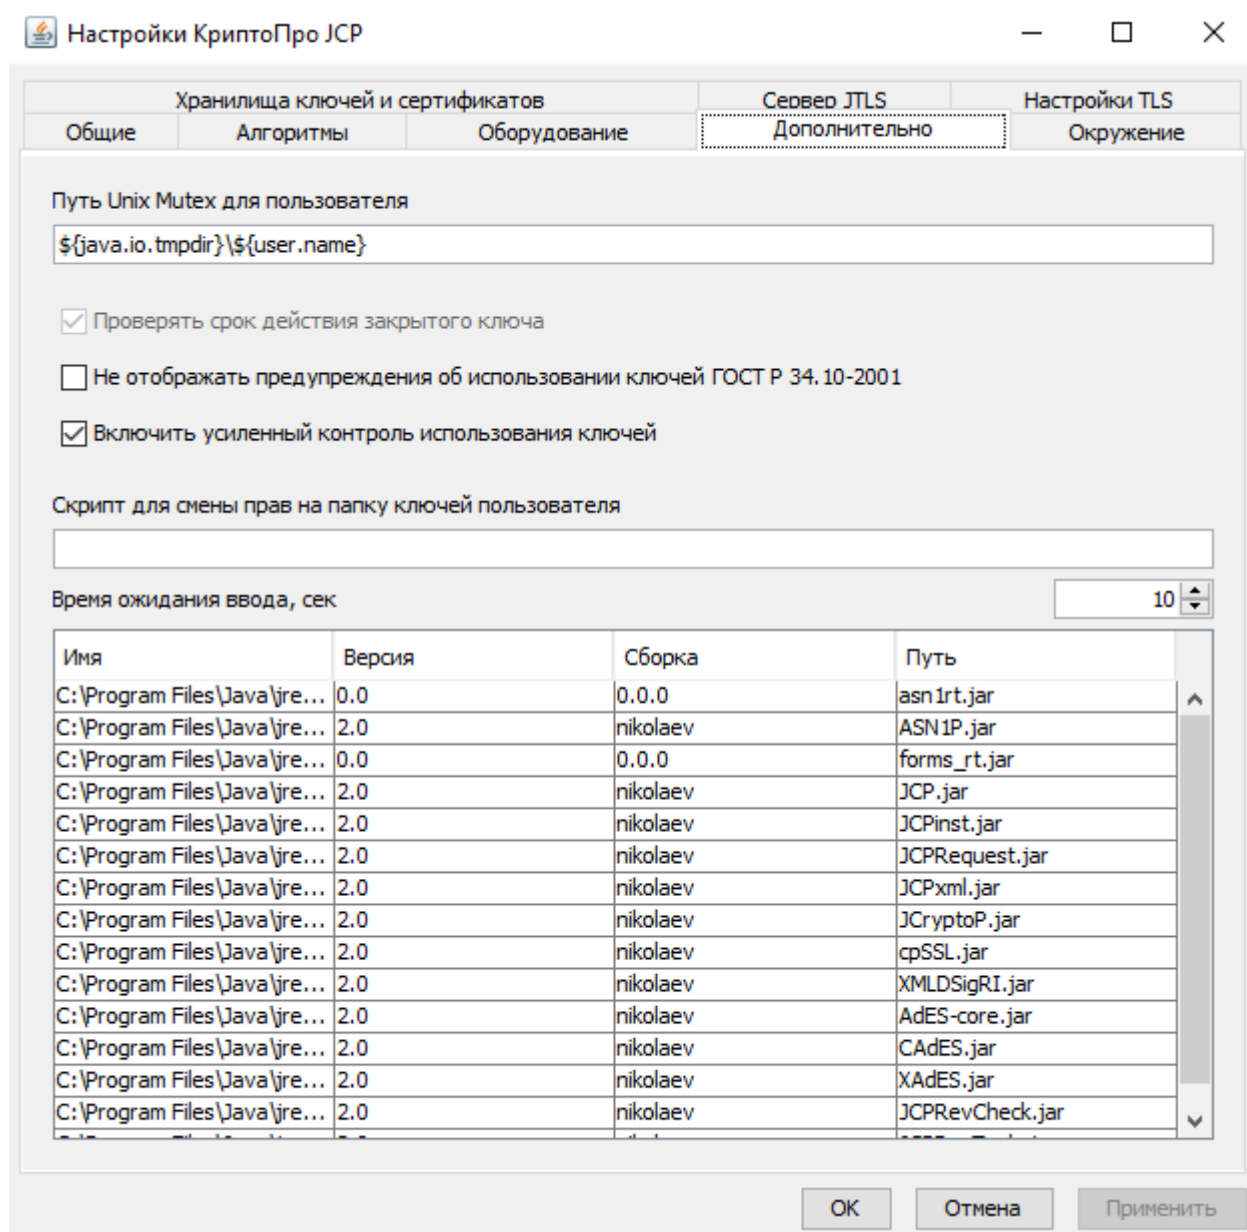 Настройки КриптоПро JCP
Хранилища ключей и сертификатов Сервер JTLS Настройки TLS
Общие Алгоритмы Оборудование Дополнительно Окружение
Путь Unix Mutex для пользователя
${java.io.tmpdir}\${user.name}
Проверять срок действия закрытого ключа
Не отображать предупреждения об использовании ключей ГОСТ Р 34.10-2001
Включить усиленный контроль использования ключей
Скрипт для смены прав на папку ключей пользователя
Время ожидания ввода, сек 10
Имя Версия Сборка Путь
C:\Program Files\Java\jre... 0.0 0.0.0 asn1rt.jar
C:\Program Files\Java\jre... 2.0 nikolaev ASN1P.jar
C:\Program Files\Java\jre... 0.0 0.0.0 forms_rt.jar
C:\Program Files\Java\jre... 2.0 nikolaev JCP.jar
C:\Program Files\Java\jre... 2.0 nikolaev JCPinst.jar
C:\Program Files\Java\jre... 2.0 nikolaev JCPRequest.jar
C:\Program Files\Java\jre... 2.0 nikolaev JCPxml.jar
C:\Program Files\Java\jre... 2.0 nikolaev JCryptoP.jar
C:\Program Files\Java\jre... 2.0 nikolaev cpSSL.jar
C:\Program Files\Java\jre... 2.0 nikolaev XMLDSigRI.jar
C:\Program Files\Java\jre... 2.0 nikolaev AdES-core.jar
C:\Program Files\Java\jre... 2.0 nikolaev CAdES.jar
C:\Program Files\Java\jre... 2.0 nikolaev XAdES.jar
C:\Program Files\Java\jre... 2.0 nikolaev JCPRevCheck.jar
OK Отмена Применить